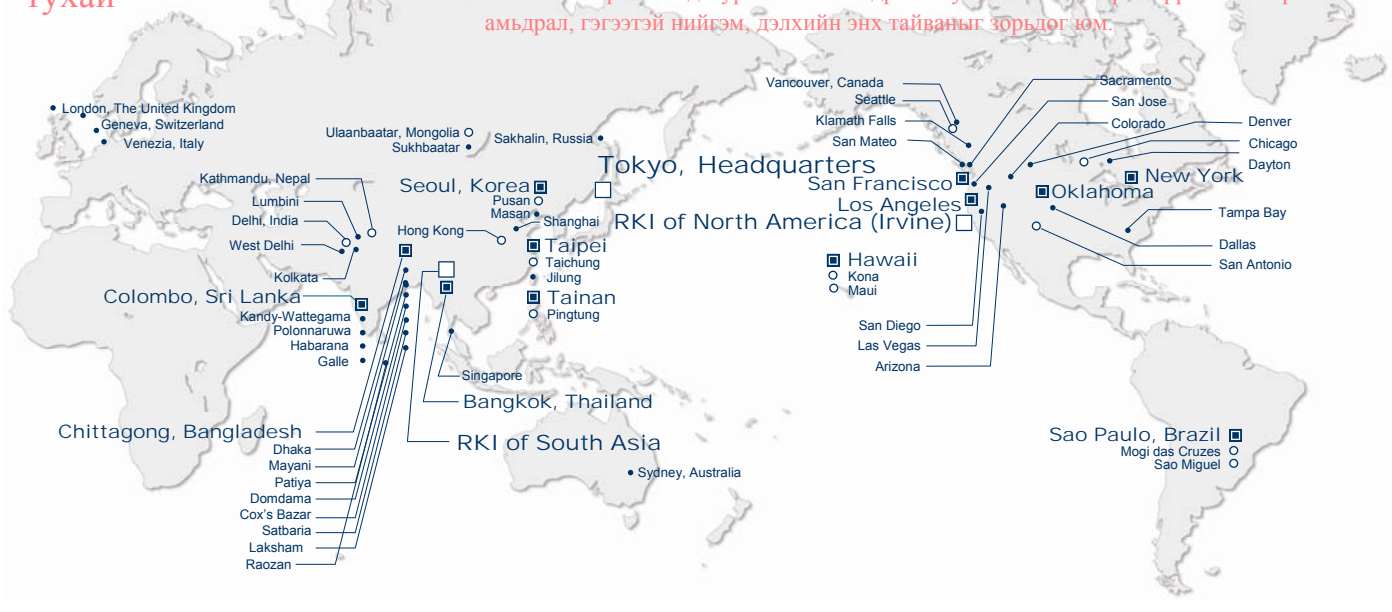 тухай
амьдрал, гэгээтэй нийгэм, дэлхийн энх тайваныг зорьдог юм.
London, The United Kingdom
Geneva, Switzerland
Venezia, Italy
Ulaanbaatar, Mongolia
Sukhbaatar
Sakhalin, Russia
Tokyo, Headquarters
Kathmandu, Nepal
Lumbini
Delhi, India
West Delhi
Kolkata
Seoul, Korea
Pusan
Masan
Shanghai
Hong Kong
Taipei
Taichung
Jilung
Tainan
Pingtung
Colombo, Sri Lanka
Kandy-Wattegama
Polonnaruwa
Habarana
Galle
Singapore
Bangkok, Thailand
RKI of South Asia
Chittagong, Bangladesh
Dhaka
Mayani
Patiya
Domdama
Cox's Bazar
Satbaria
Laksham
Raozan
Sydney, Australia
Vancouver, Canada
Seattle
Klamath Falls
San Mateo
San Francisco
Los Angeles
RKI of North America (Irvine)
Hawaii
Kona
Maui
San Diego
Las Vegas
Arizona
Sacramento
San Jose
Colorado
Denver
Chicago
Dayton
New York
Oklahoma
Tampa Bay
Dallas
San Antonio
Sao Paulo, Brazil
Mogi das Cruzes
Sao Miguel